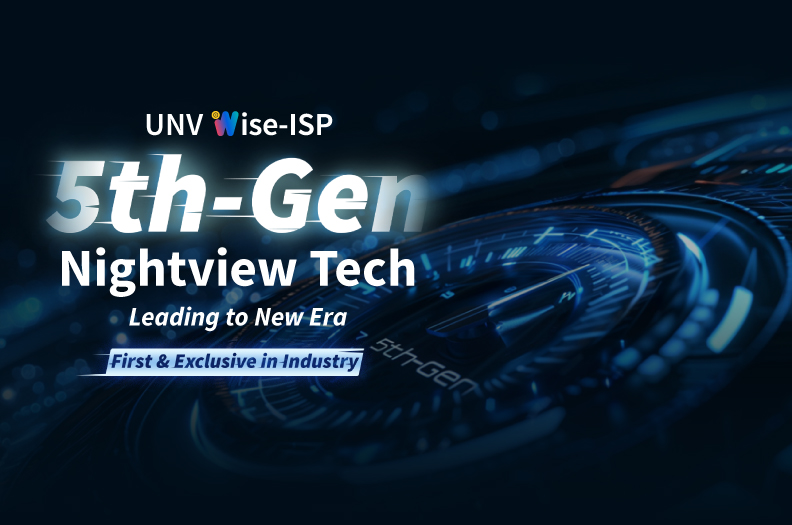 UNV Wise-ISP
5th-Gen
Nightview Tech
Leading to New Era
First & Exclusive in Industry
5th-Gen